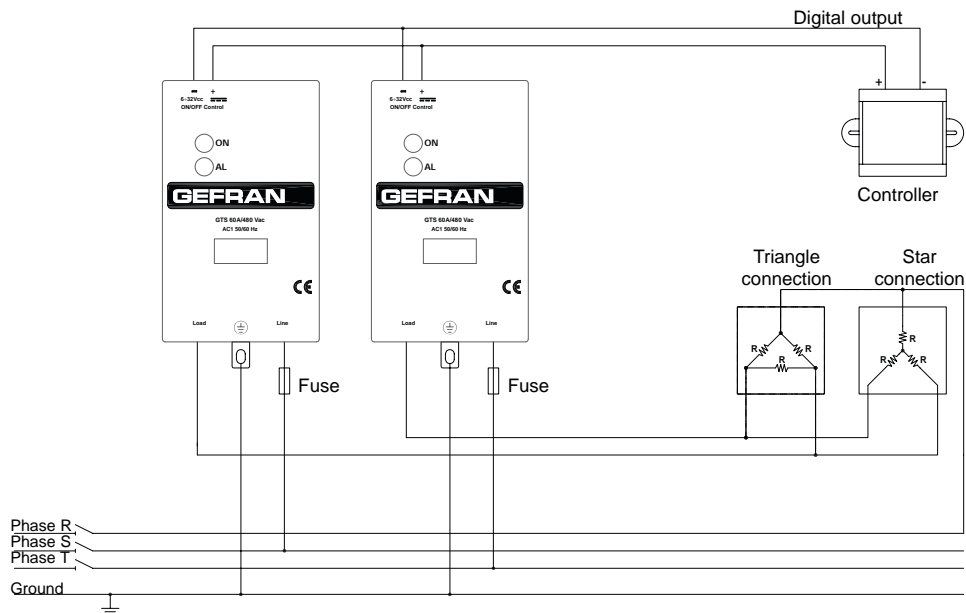 Digital output
+ -
- +
6÷32Vcc
ON/OFF Control
ON
AL
GEFRAN
GTS 60A/480 Vac
AC1 50/60 Hz
CE
Load
Line
Fuse
- +
6÷32Vcc
ON/OFF Control
ON
AL
GEFRAN
GTS 60A/480 Vac
AC1 50/60 Hz
CE
Load
Line
Fuse
Controller
Triangle
connection
R R
R
Star
connection
R
R R
Phase R
Phase S
Phase T
Ground